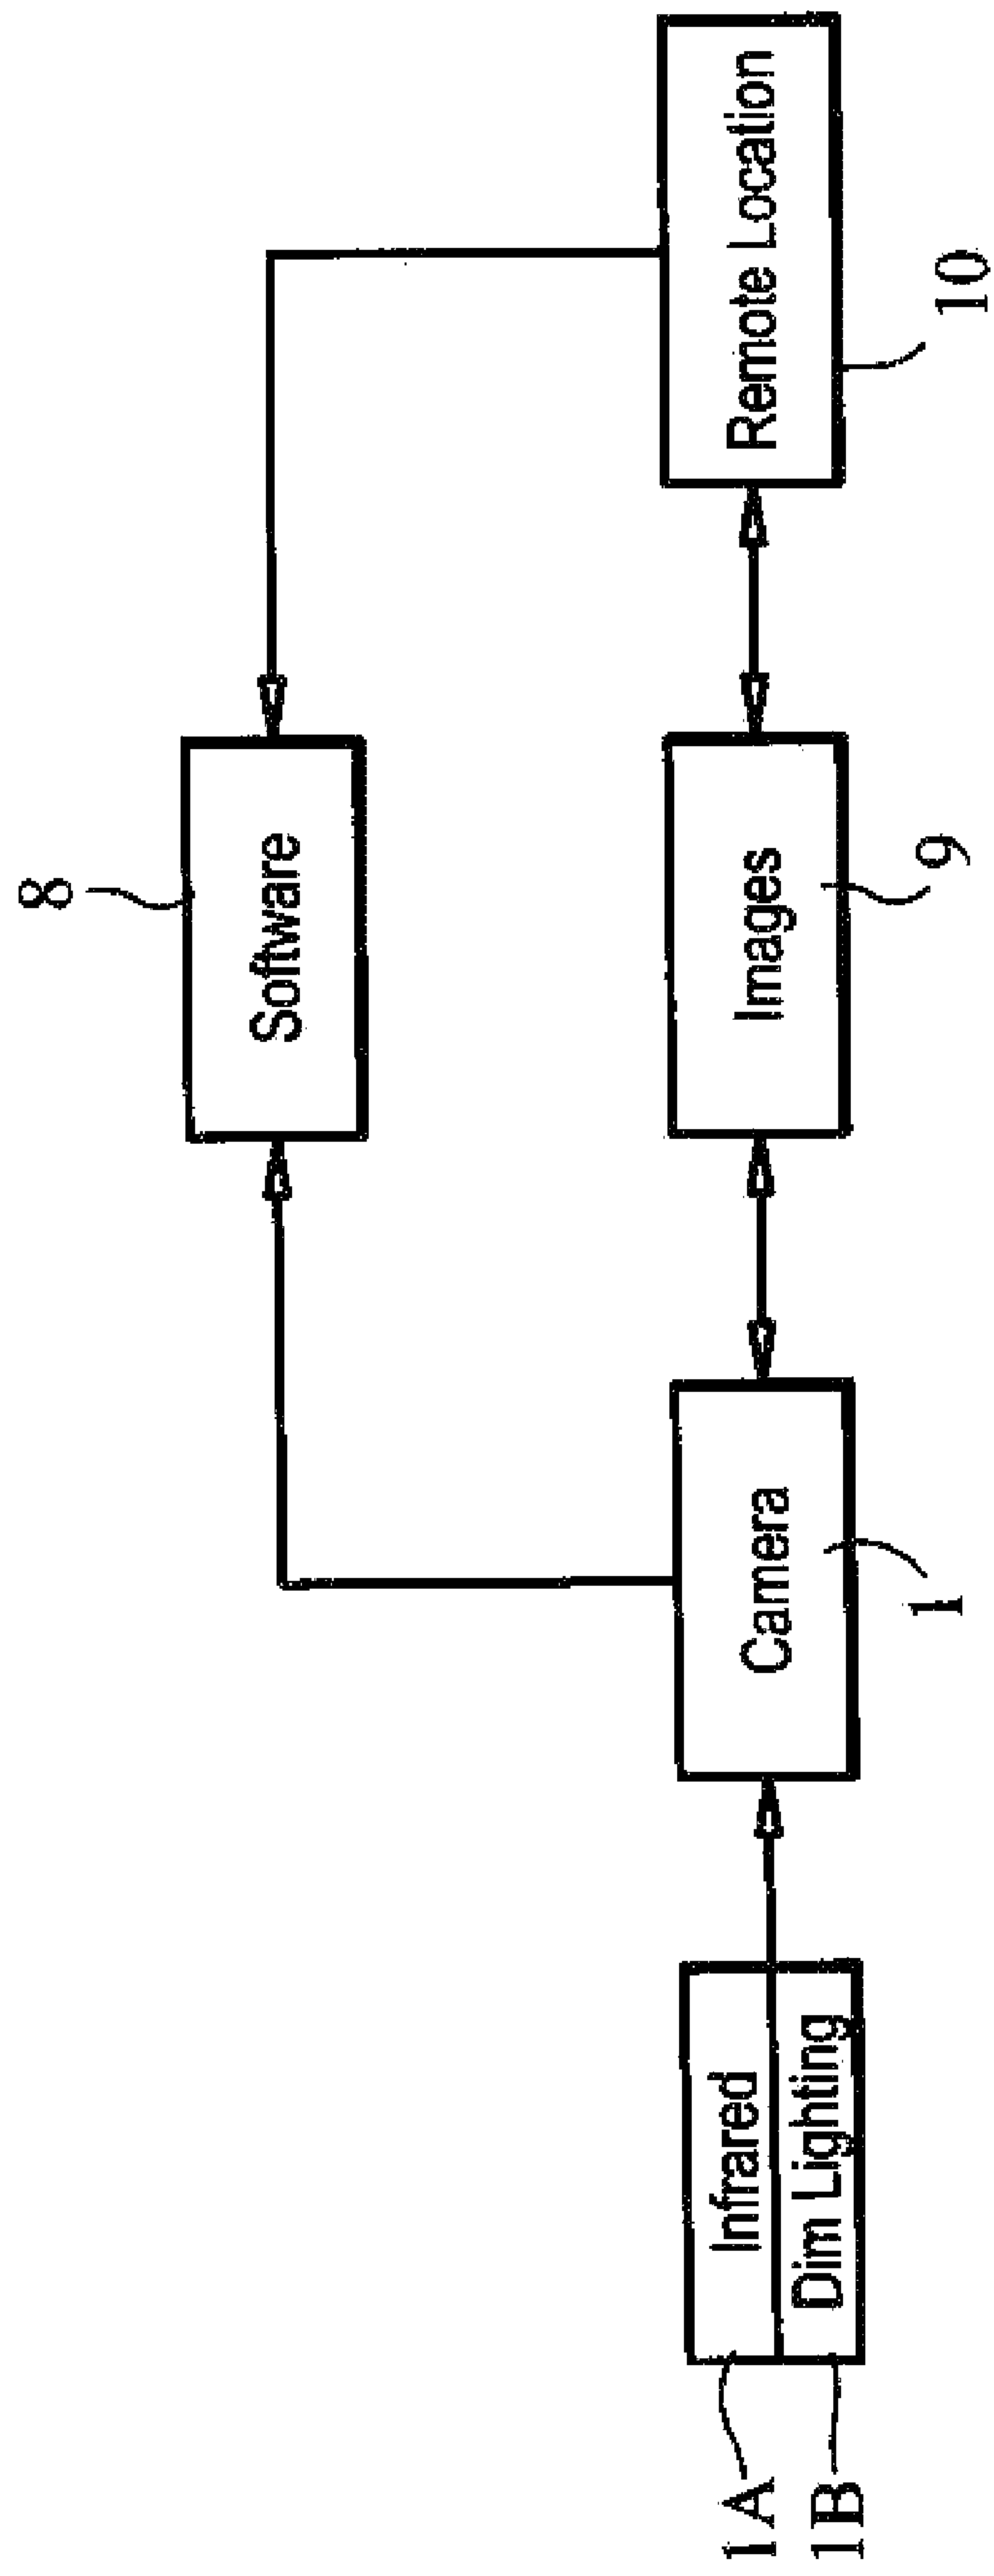 8
Software
1A
Infrared
1B
Dim Lighting
Camera
1
Images
9
Remote Location
10